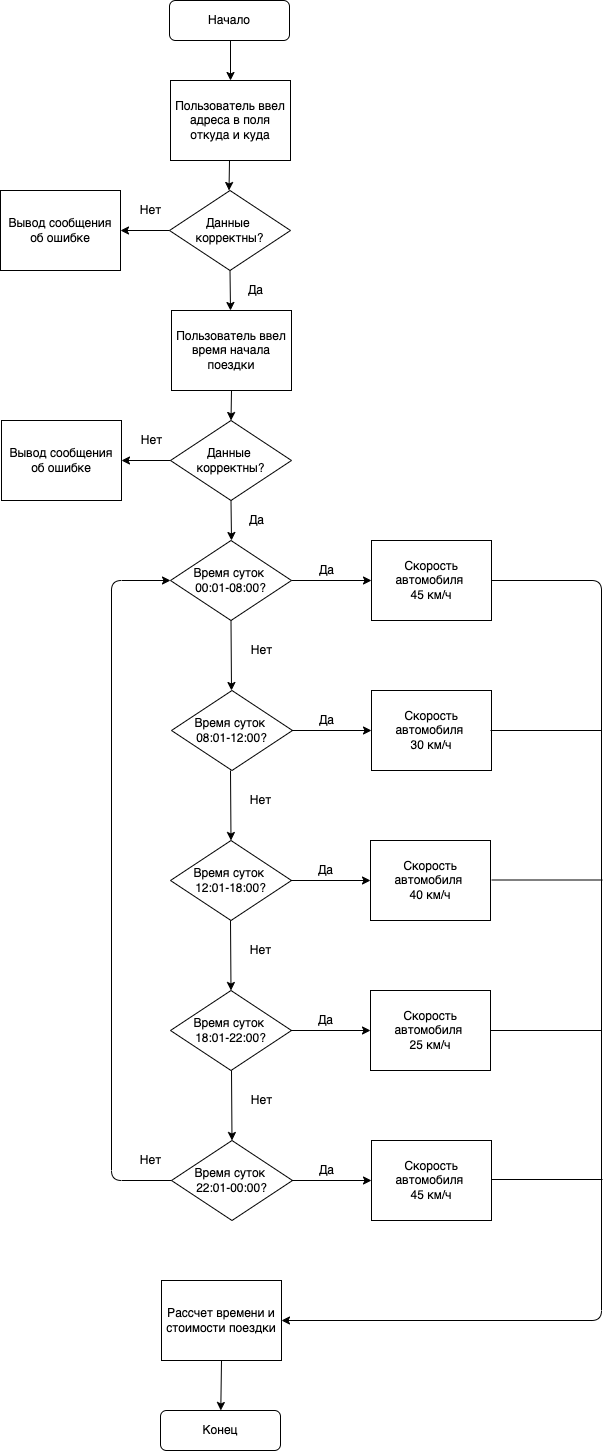 Начало
Пользователь ввел
адреса в поля
откуда и куда
Нет
Вывод сообщения
об ошибке
Данные
корректны?
Да
Пользователь ввел
время начала
поездки
Нет
Вывод сообщения
об ошибке
Данные
корректны?
Да
Время суток
00:01-08:00?
Да
Скорость
автомобиля
45 км/ч
Нет
Время суток
08:01-12:00?
Да
Скорость
автомобиля
30 км/ч
Нет
Время суток
12:01-18:00?
Да
Скорость
автомобиля
40 км/ч
Нет
Время суток
18:01-22:00?
Да
Скорость
автомобиля
25 км/ч
Нет
Нет
Время суток
22:01-00:00?
Да
Скорость
автомобиля
45 км/ч
Рассчет времени и
стоимости поездки
Конец